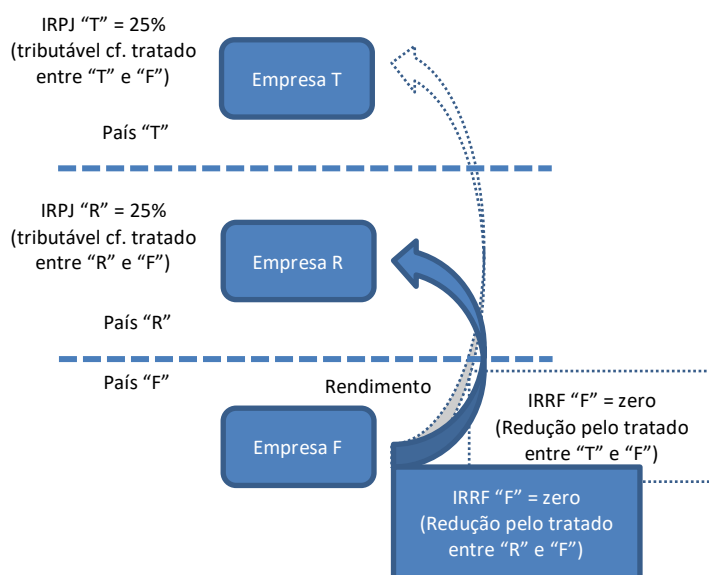 IRPJ “T” = 25%
(tributável cf. tratado
entre “T” e “F”)
Empresa T
País “T”
IRPJ “R” = 25%
(tributável cf. tratado
entre “R” e “F”)
Empresa R
País “R”
País “F”
Rendimento
Empresa F
IRRF “F” = zero
(Redução pelo tratado
entre “T” e “F”)
IRRF “F” = zero
(Redução pelo tratado
entre “R” e “F”)